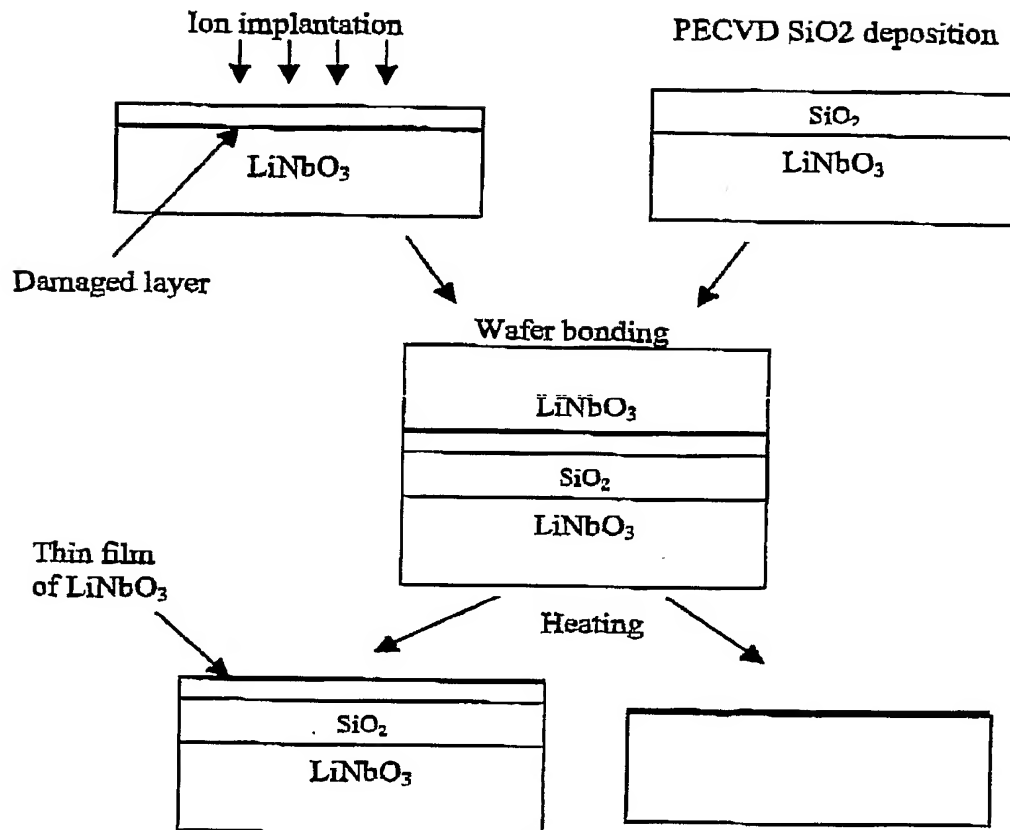 Ion implantation
PECVD SiO2 deposition
SiO₂
LiNbO₃
LiNbO₃
Damaged layer
Wafer bonding
LiNbO₃
SiO₂
LiNbO₃
Thin film
of LiNbO₃
Heating
SiO₂
LiNbO₃